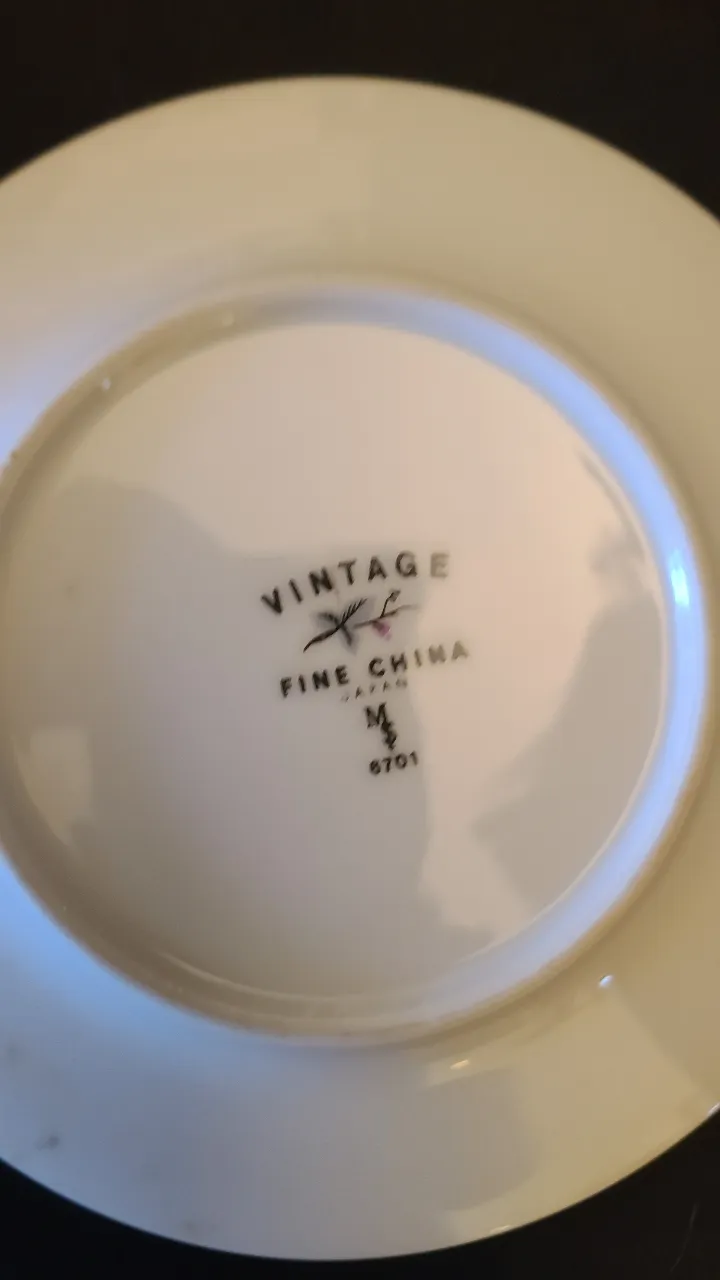 VINTAGE
FINE CHINA
JAPAN
M
6701